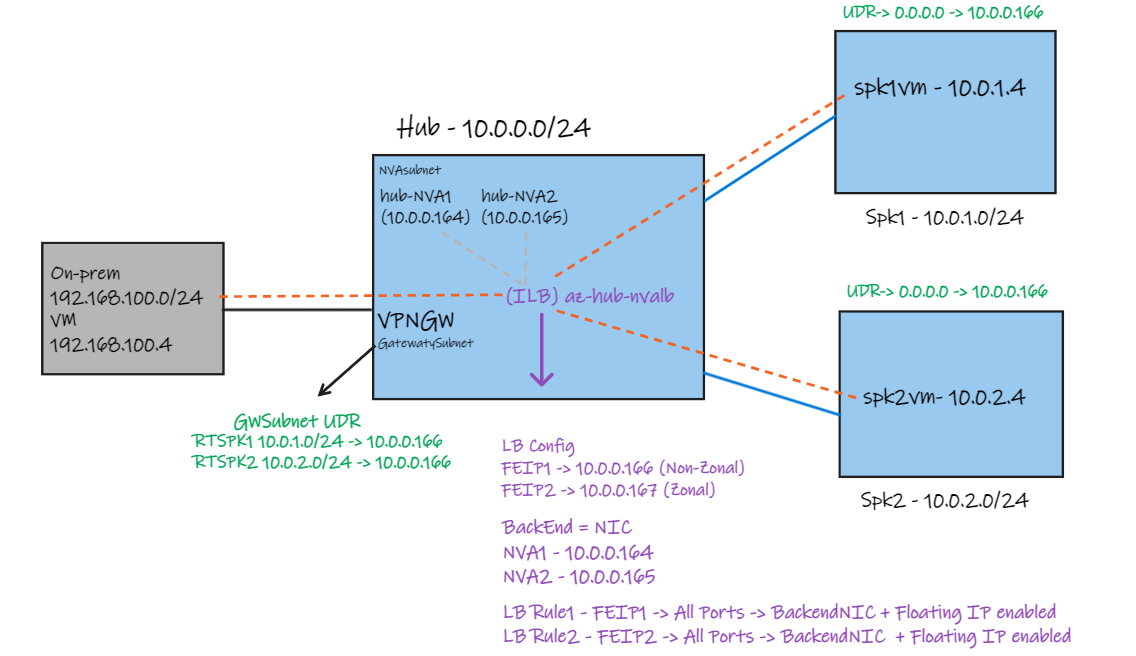 UDR-> 0.0.0.0 -> 10.0.0.166
spk1vm - 10.0.1.4
Spk1 - 10.0.1.0/24
Hub - 10.0.0.0/24
NVAsubnet
hub-NVA1 hub-NVA2
(10.0.0.164) (10.0.0.165)
On-prem
192.168.100.0/24
VM
192.168.100.4
(ILB) az-hub-nvalb
VPNGW
GatewatySubnet
UDR-> 0.0.0.0 -> 10.0.0.166
spk2vm- 10.0.2.4
Spk2 - 10.0.2.0/24
GWSubnet UDR
RTSPK1 10.0.1.0/24 -> 10.0.0.166
RTSPK2 10.0.2.0/24 -> 10.0.0.166
LB Config
FEIP1 -> 10.0.0.166 (Non-Zonal)
FEIP2 -> 10.0.0.167 (Zonal)
BackEnd = NIC
NVA1 - 10.0.0.164
NVA2 - 10.0.0.165
LB Rule1 - FEIP1 -> All Ports -> BackendNIC + Floating IP enabled
LB Rule2 - FEIP2 -> All Ports -> BackendNIC + Floating IP enabled